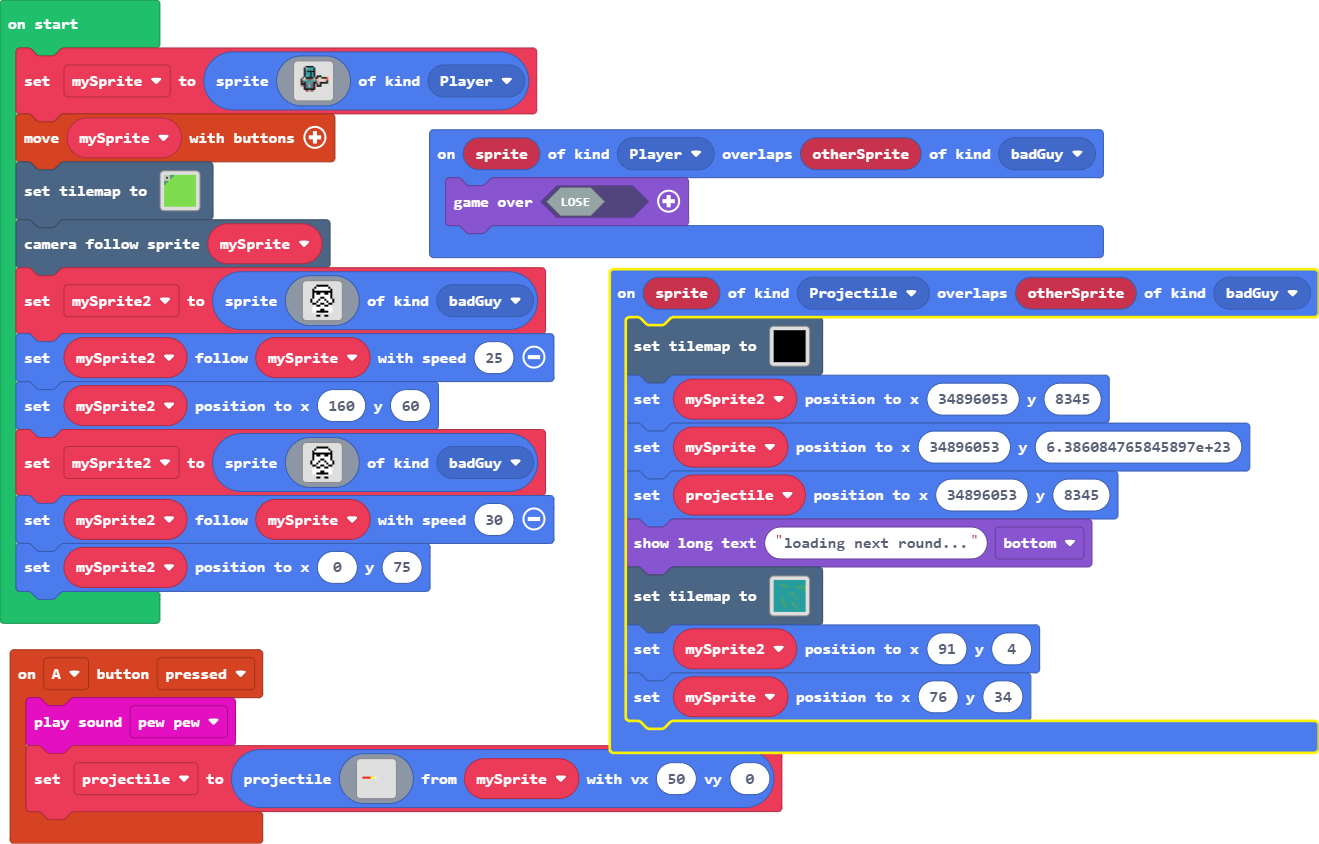 on start
set mySprite to sprite of kind Player
move mySprite with buttons
set tilemap to
camera follow sprite mySprite
set mySprite2 to sprite of kind badGuy
set mySprite2 follow mySprite with speed 25
set mySprite2 position to x 160 y 60
set mySprite2 to sprite of kind badGuy
set mySprite2 follow mySprite with speed 30
set mySprite2 position to x 0 y 75
on sprite of kind Player overlaps otherSprite of kind badGuy
game over LOSE
on sprite of kind Projectile overlaps otherSprite of kind badGuy
set tilemap to
set mySprite2 position to x 34896053 y 8345
set mySprite position to x 34896053 y 6.386084765845897e+23
set projectile position to x 34896053 y 8345
show long text "loading next round..." bottom
set tilemap to
set mySprite2 position to x 91 y 4
set mySprite position to x 76 y 34
on A button pressed
play sound pew pew
set projectile to projectile from mySprite with vx 50 vy 0